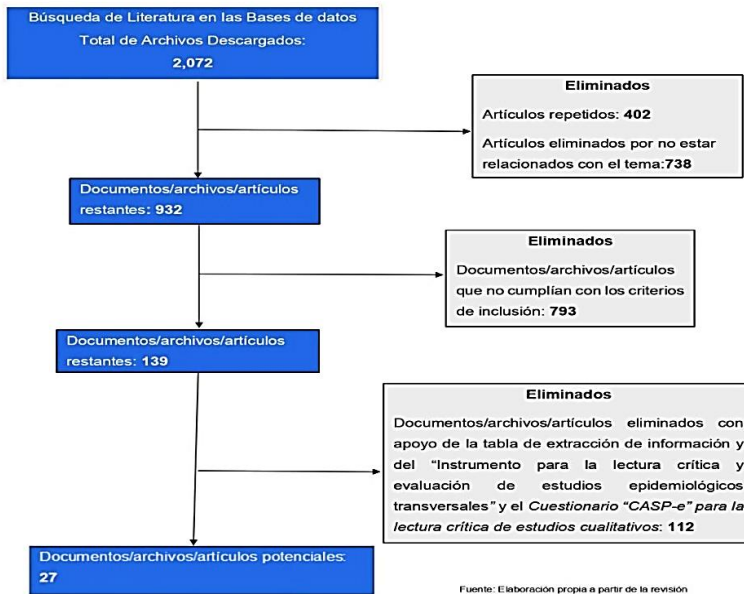 Búsqueda de Literatura en las Bases de datos
Total de Archivos Descargados:
2,072
Eliminados
Artículos repetidos: 402
Artículos eliminados por no estar
relacionados con el tema:738
Documentos/archivos/artículos
restantes: 932
Eliminados
Documentos/archivos/artículos
que no cumplían con los criterios
de inclusión: 793
Documentos/archivos/artículos
restantes: 139
Eliminados
Documentos/archivos/artículos eliminados con
apoyo de la tabla de extracción de información y
del “Instrumento para la lectura crítica y
evaluación de estudios epidemiológicos
transversales” y el Cuestionario “CASP-e” para la
lectura crítica de estudios cualitativos: 112
Documentos/archivos/artículos potenciales:
27
Fuente: Elaboración propia a partir de la revisión